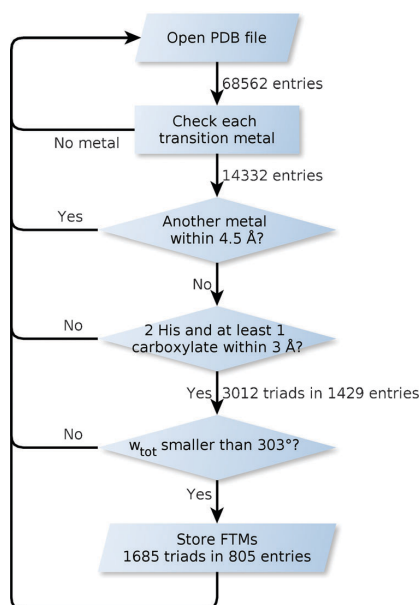 Open PDB file
68562 entries
Check each
transition metal
No metal
14332 entries
Yes
Another metal
within 4.5 Å?
No
No
2 His and at least 1
carboxylate within 3 Å?
Yes 3012 triads in 1429 entries
No
wtot smaller than 303°?
Yes
Store FTMs
1685 triads in 805 entries